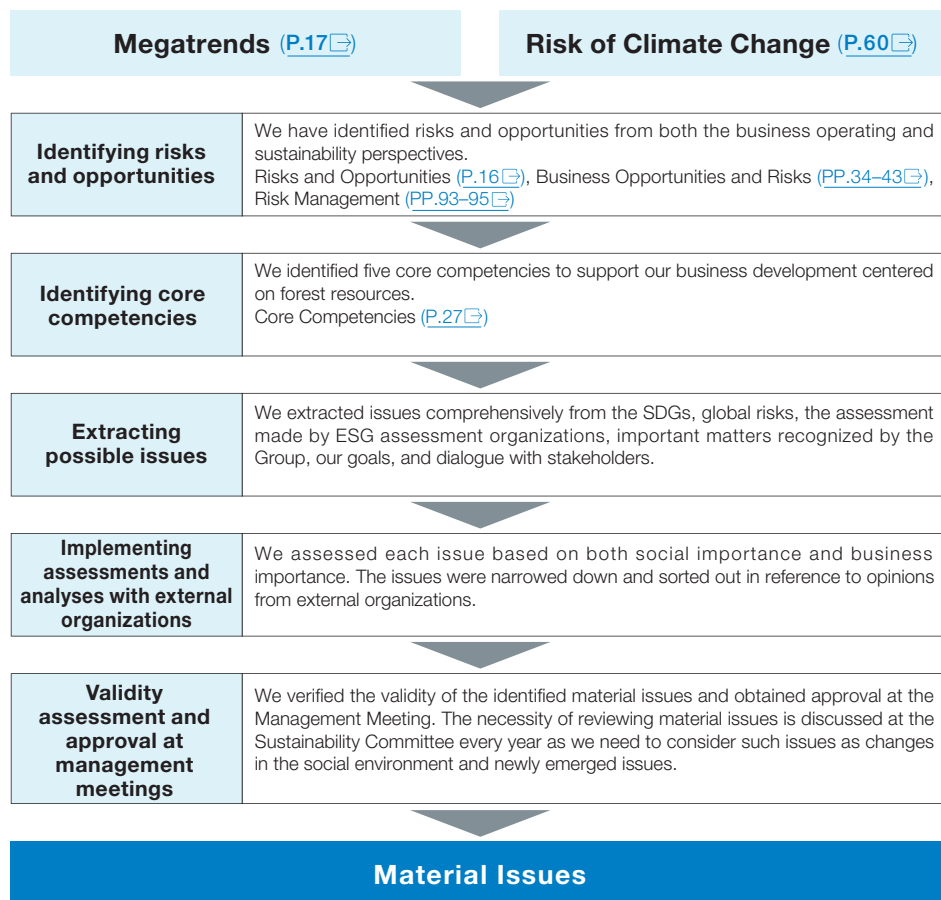 Megatrends (P.17)
Risk of Climate Change (P.60)
Identifying risks
and opportunities
We have identified risks and opportunities from both the business operating and
sustainability perspectives.
Risks and Opportunities (P.16), Business Opportunities and Risks (PP.34–43),
Risk Management (PP.93–95)
Identifying core
competencies
We identified five core competencies to support our business development centered
on forest resources.
Core Competencies (P.27)
Extracting
possible issues
We extracted issues comprehensively from the SDGs, global risks, the assessment
made by ESG assessment organizations, important matters recognized by the
Group, our goals, and dialogue with stakeholders.
Implementing
assessments and
analyses with external
organizations
We assessed each issue based on both social importance and business
importance. The issues were narrowed down and sorted out in reference to opinions
from external organizations.
Validity
assessment and
approval at
management
meetings
We verified the validity of the identified material issues and obtained approval at the
Management Meeting. The necessity of reviewing material issues is discussed at the
Sustainability Committee every year as we need to consider such issues as changes
in the social environment and newly emerged issues.
Material Issues